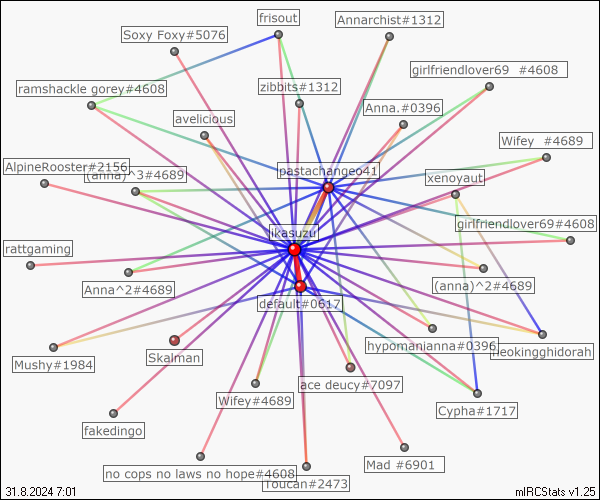 frisout
Annarchist#1312
Soxy Foxy#5076
girlfriendlover69 #4608
ramshackle gorey#4608
zibbits#1312
Anna.#0396
avelicious
Wifey #4689
AlpineRooster#2156
(anna)^3#4689
pastachangeo41
xenoyaut
girlfriendlover69#4608
likasuzu
rattgaming
Anna^2#4689
(anna)^2#4689
default#0617
Mushy#1984
Skalman
hypomanianna#0396
neokingghidorah
Wifey#4689
ace deucy#7097
Cypha#1717
fakedingo
no cops no laws no hope#4608
Toucan#2473
Mad #6901
31.8.2024 7:01
mIRCStats v1.25